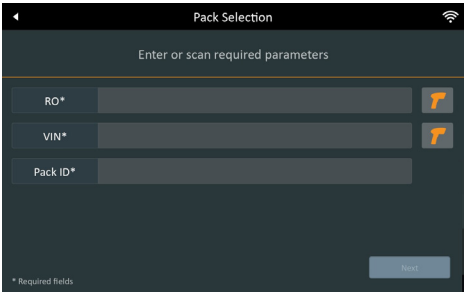 Pack Selection
Enter or scan required parameters
RO*
VIN*
Pack ID*
Next
* Required fields